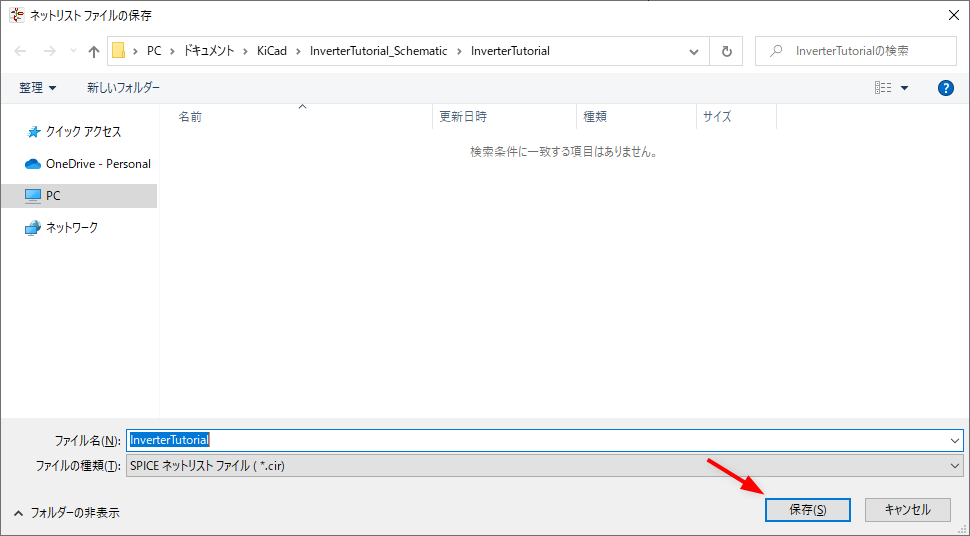 ネットリスト ファイルの保存
PC › ドキュメント › KiCad › InverterTutorial_Schematic › InverterTutorial
InverterTutorialの検索
整理
新しいフォルダー
名前
更新日時
種類
サイズ
クイック アクセス
検索条件に一致する項目はありません。
OneDrive - Personal
PC
ネットワーク
ファイル名(N):
InverterTutorial
ファイルの種類(T):
SPICE ネットリスト ファイル ( *.cir)
フォルダーの非表示
保存(S)
キャンセル